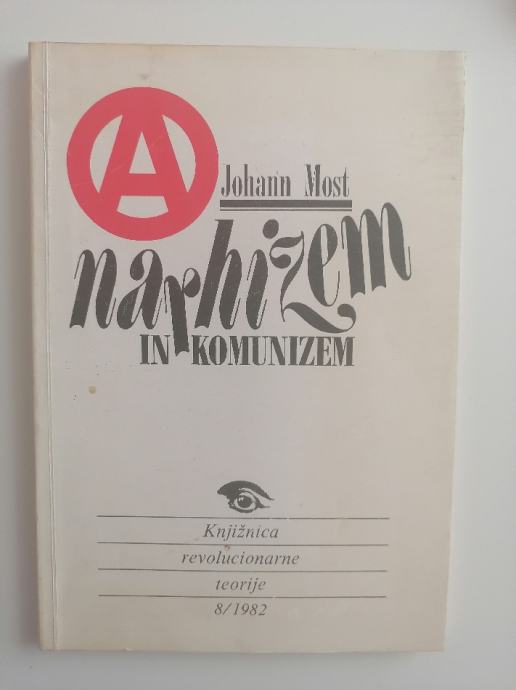 A
Johann Most
narhizem
IN KOMUNIZEM
Knjižnica
revolucionarne
teorije
8/1982